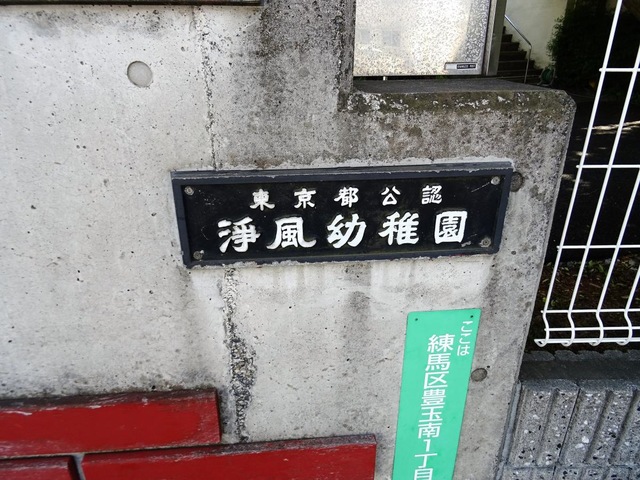 東京都公認
淨風幼稚園
ここは
練馬区豊玉南1丁目